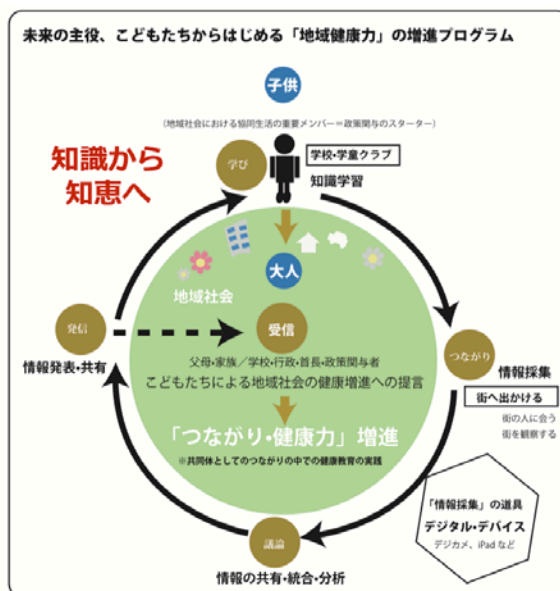 未来の主役、こどもたちからはじめる「地域健康力」の増進プログラム
子供
(地域社会における協同生活の重要メンバー＝政策関与のスターター)
知識から
知恵へ
学び
学校・学童クラブ
知識学習
大人
地域社会
発信
情報発表・共有
受信
父母・家族／学校・行政・首長・政策関与者
こどもたちによる地域社会の健康増進への提言
「つながり・健康力」増進
※共同体としてのつながりの中での健康教育の実践
つながり
情報採集
街へ出かける
街の人に会う
街を観察する
「情報採集」の道具
デジタル・デバイス
デジカメ、iPad など
議論
情報の共有・統合・分析